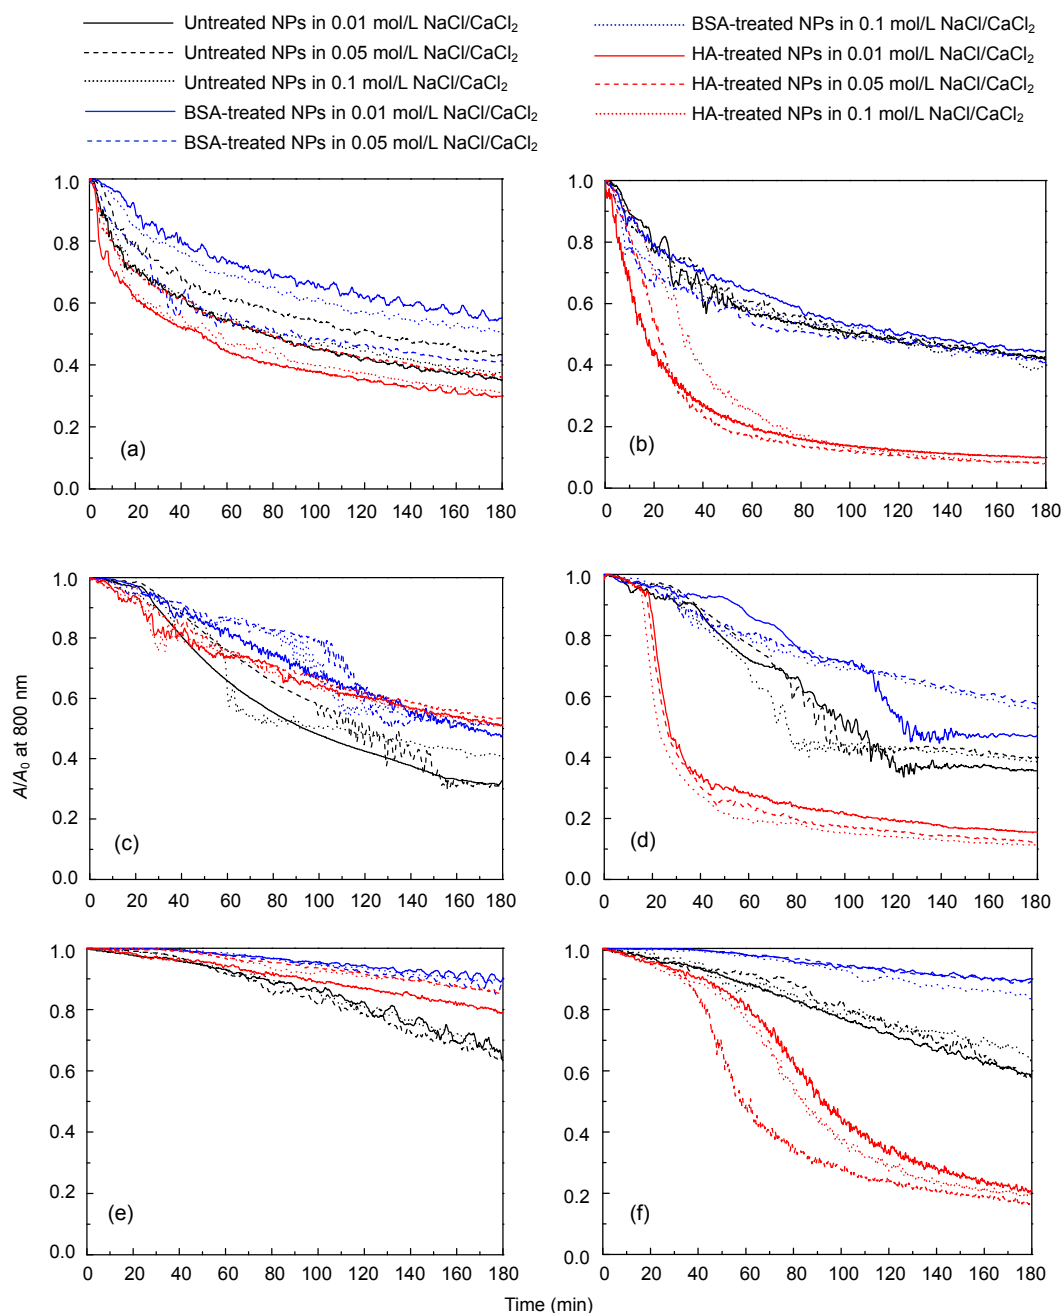 Untreated NPs in 0.01 mol/L NaCl/CaCl₂
Untreated NPs in 0.05 mol/L NaCl/CaCl₂
Untreated NPs in 0.1 mol/L NaCl/CaCl₂
BSA-treated NPs in 0.01 mol/L NaCl/CaCl₂
BSA-treated NPs in 0.05 mol/L NaCl/CaCl₂
BSA-treated NPs in 0.1 mol/L NaCl/CaCl₂
HA-treated NPs in 0.01 mol/L NaCl/CaCl₂
HA-treated NPs in 0.05 mol/L NaCl/CaCl₂
HA-treated NPs in 0.1 mol/L NaCl/CaCl₂
A/A₀ at 800 nm
1.0
0.8
0.6
0.4
0.2
0.0
(a)
0 20 40 60 80 100 120 140 160 180
1.0
0.8
0.6
0.4
0.2
0.0
(b)
0 20 40 60 80 100 120 140 160 180
1.0
0.8
0.6
0.4
0.2
0.0
(c)
0 20 40 60 80 100 120 140 160 180
1.0
0.8
0.6
0.4
0.2
0.0
(d)
0 20 40 60 80 100 120 140 160 180
1.0
0.8
0.6
0.4
0.2
0.0
(e)
0 20 40 60 80 100 120 140 160 180
1.0
0.8
0.6
0.4
0.2
0.0
(f)
0 20 40 60 80 100 120 140 160 180
Time (min)